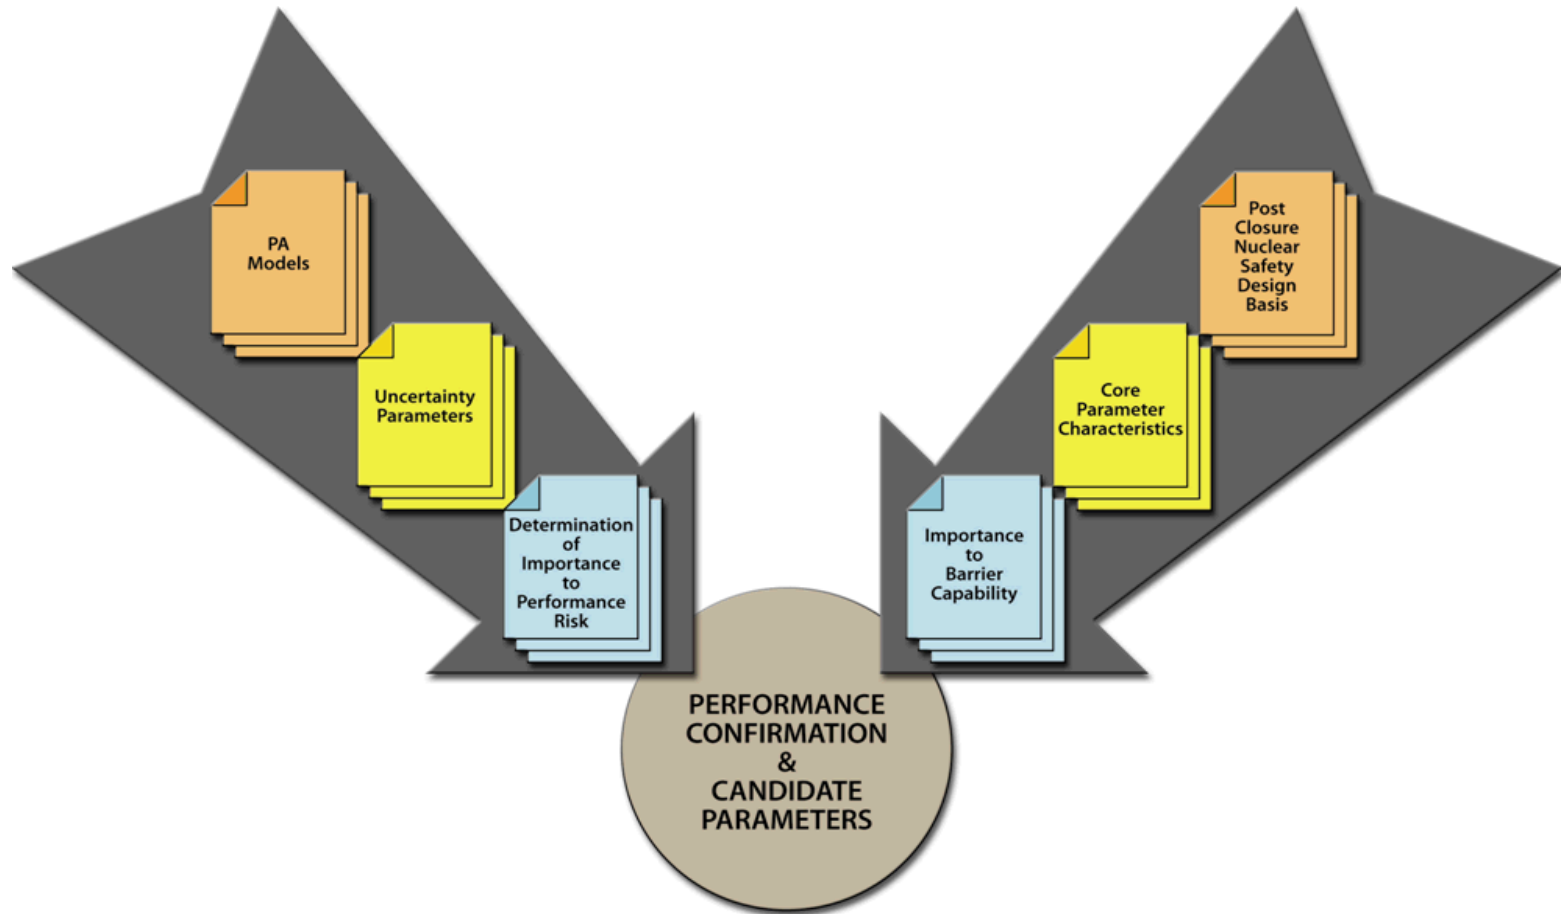 PA
Models
Uncertainty
Parameters
Determination
of
Importance
to
Performance
Risk
Post
Closure
Nuclear
Safety
Design
Basis
Core
Parameter
Characteristics
Importance
to
Barrier
Capability
PERFORMANCE
CONFIRMATION
&
CANDIDATE
PARAMETERS